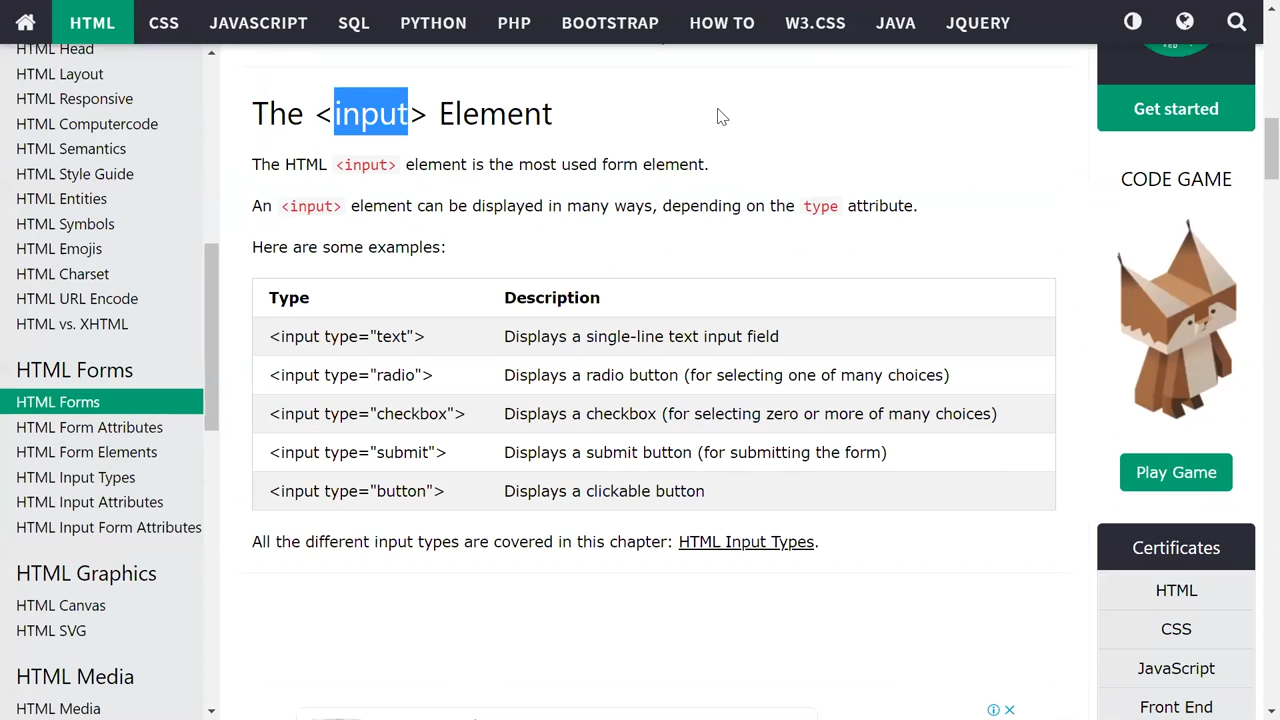 HTML CSS JAVASCRIPT SQL PYTHON PHP BOOTSTRAP HOW TO W3.CSS JAVA JQUERY
HTML Head
HTML Layout
HTML Responsive
HTML Computercode
HTML Semantics
HTML Style Guide
HTML Entities
HTML Symbols
HTML Emojis
HTML Charset
HTML URL Encode
HTML vs. XHTML
HTML Forms
HTML Forms
HTML Form Attributes
HTML Form Elements
HTML Input Types
HTML Input Attributes
HTML Input Form Attributes
HTML Graphics
HTML Canvas
HTML SVG
HTML Media
HTML Media
The <input> Element
The HTML <input> element is the most used form element.
An <input> element can be displayed in many ways, depending on the type attribute.
Here are some examples:
Type Description
<input type="text"> Displays a single-line text input field
<input type="radio"> Displays a radio button (for selecting one of many choices)
<input type="checkbox"> Displays a checkbox (for selecting zero or more of many choices)
<input type="submit"> Displays a submit button (for submitting the form)
<input type="button"> Displays a clickable button
All the different input types are covered in this chapter: HTML Input Types.
Get started
CODE GAME
Play Game
Certificates
HTML
CSS
JavaScript
Front End